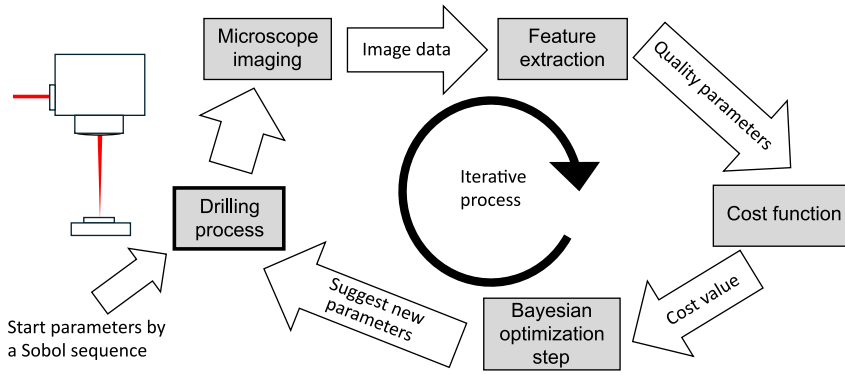 Microscope
imaging
Image data
Feature
extraction
Quality parameters
Iterative
process
Drilling
process
Cost function
Suggest new
parameters
Cost value
Bayesian
optimization
step
Start parameters by
a Sobol sequence